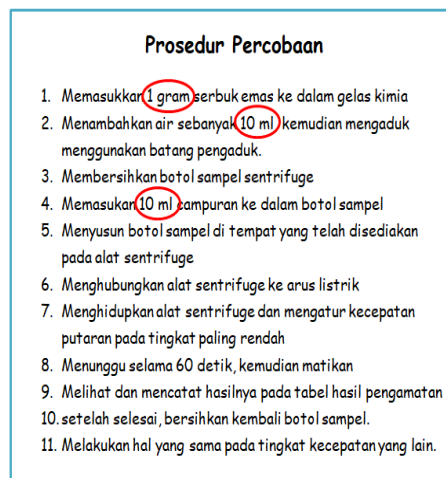 Prosedur Percobaan
1. Memasukkan 1 gram serbuk emas ke dalam gelas kimia
2. Menambahkan air sebanyak 10 ml kemudian mengaduk
menggunakan batang pengaduk.
3. Membersihkan botol sampel sentrifuge
4. Memasukan 10 ml campuran ke dalam botol sampel
5. Menyusun botol sampel di tempat yang telah disediakan
pada alat sentrifuge
6. Menghubungkan alat sentrifuge ke arus listrik
7. Menghidupkan alat sentrifuge dan mengatur kecepatan
putaran pada tingkat paling rendah
8. Menunggu selama 60 detik, kemudian matikan
9. Melihat dan mencatat hasilnya pada tabel hasil pengamatan
10. setelah selesai, bersihkan kembali botol sampel.
11. Melakukan hal yang sama pada tingkat kecepatan yang lain.